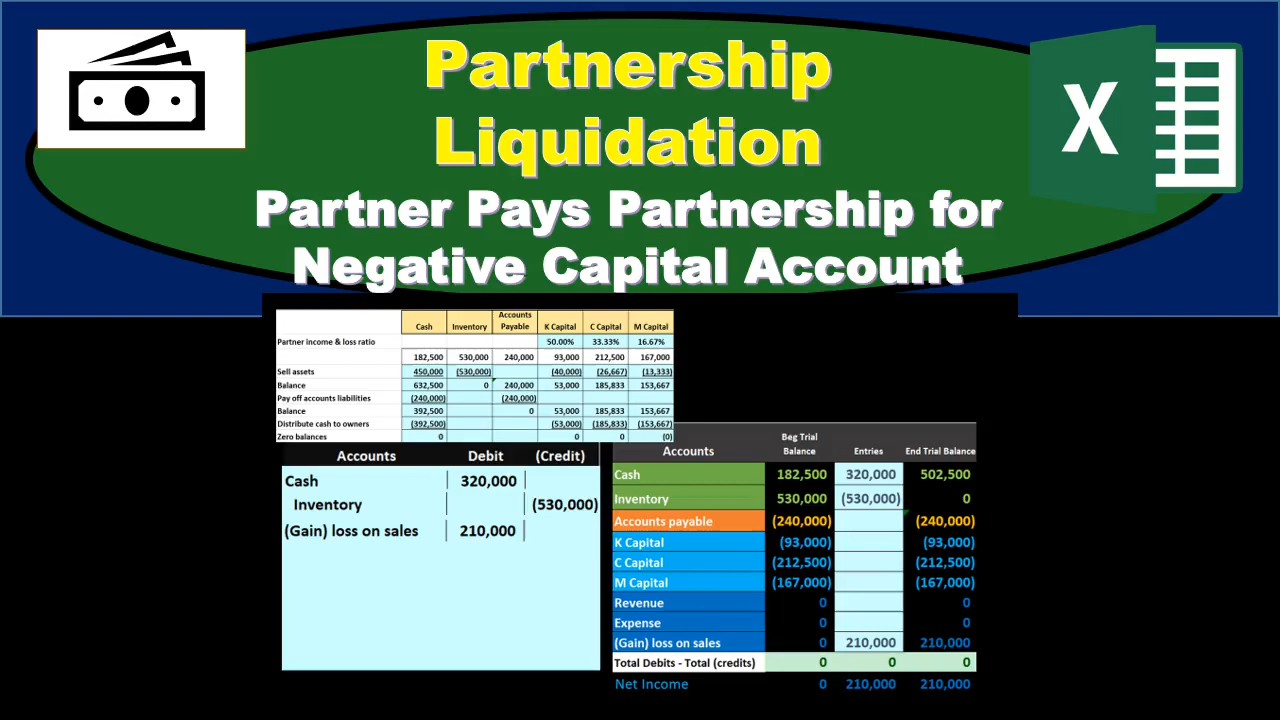 Partnership
Liquidation
Partner Pays Partnership for
Negative Capital Account
X
Cash Inventory Accounts Payable K Capital C Capital M Capital
Partner income & loss ratio 50.00% 33.33% 16.67%
182,500 530,000 240,000 93,000 212,500 167,000
Sell assets 450,000 (530,000) (40,000) (26,667) (13,333)
Balance 632,500 0 240,000 53,000 185,833 153,667
Pay off accounts liabilities (240,000) (240,000)
Balance 392,500 0 53,000 185,833 153,667
Distribute cash to owners (392,500) (53,000) (185,833) (153,667)
Zero balances 0 0 0 (0)
Accounts Debit (Credit)
Cash 320,000
Inventory (530,000)
(Gain) loss on sales 210,000
Accounts Beg Trial Balance Entries End Trial Balance
Cash 182,500 320,000 502,500
Inventory 530,000 (530,000) 0
Accounts payable (240,000) (240,000)
K Capital (93,000) (93,000)
C Capital (212,500) (212,500)
M Capital (167,000) (167,000)
Revenue 0 0
Expense 0 0
(Gain) loss on sales 0 210,000 210,000
Total Debits - Total (credits) 0 0 0
Net Income 0 210,000 210,000